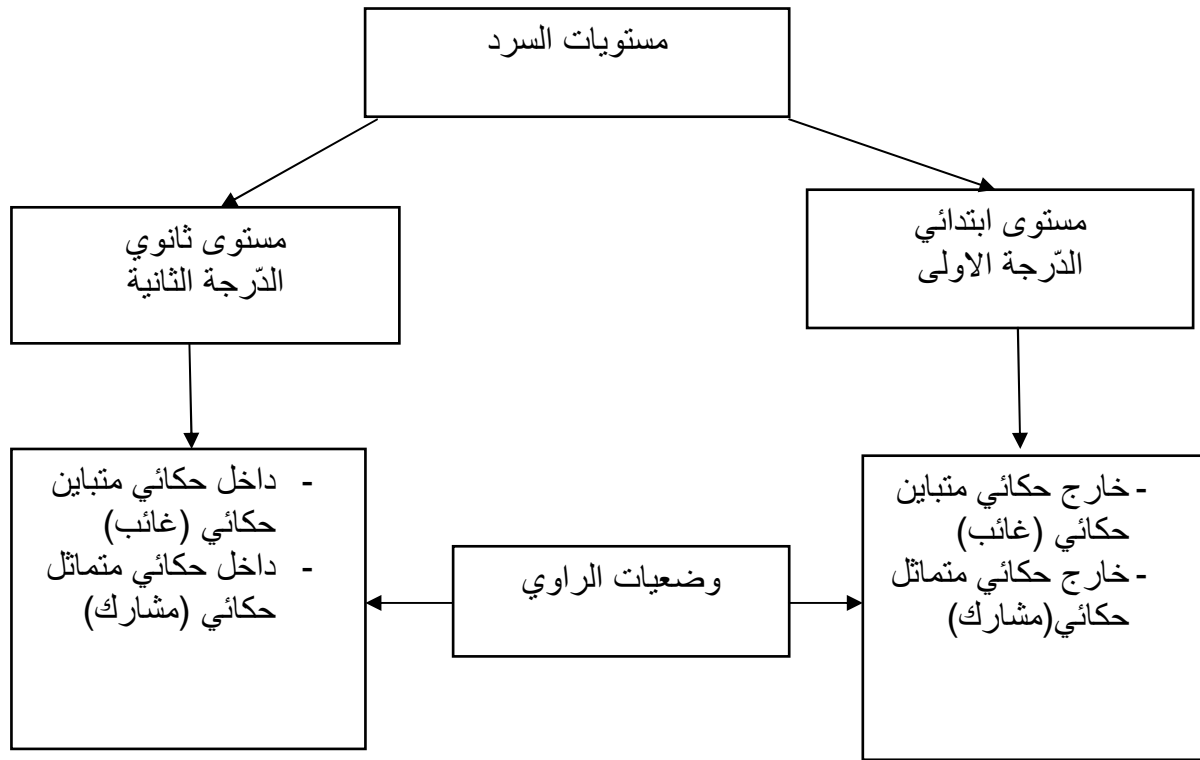 مستويات السرد
مستوى ابتدائي
الدّرجة الاولى
مستوى ثانوي
الدّرجة الثانية
- خارج حكائي متباين
حكائي (غائب)
- خارج حكائي متماثل
حكائي(مشارك)
وضعيات الراوي
- داخل حكائي متباين
حكائي (غائب)
- داخل حكائي متماثل
حكائي (مشارك)